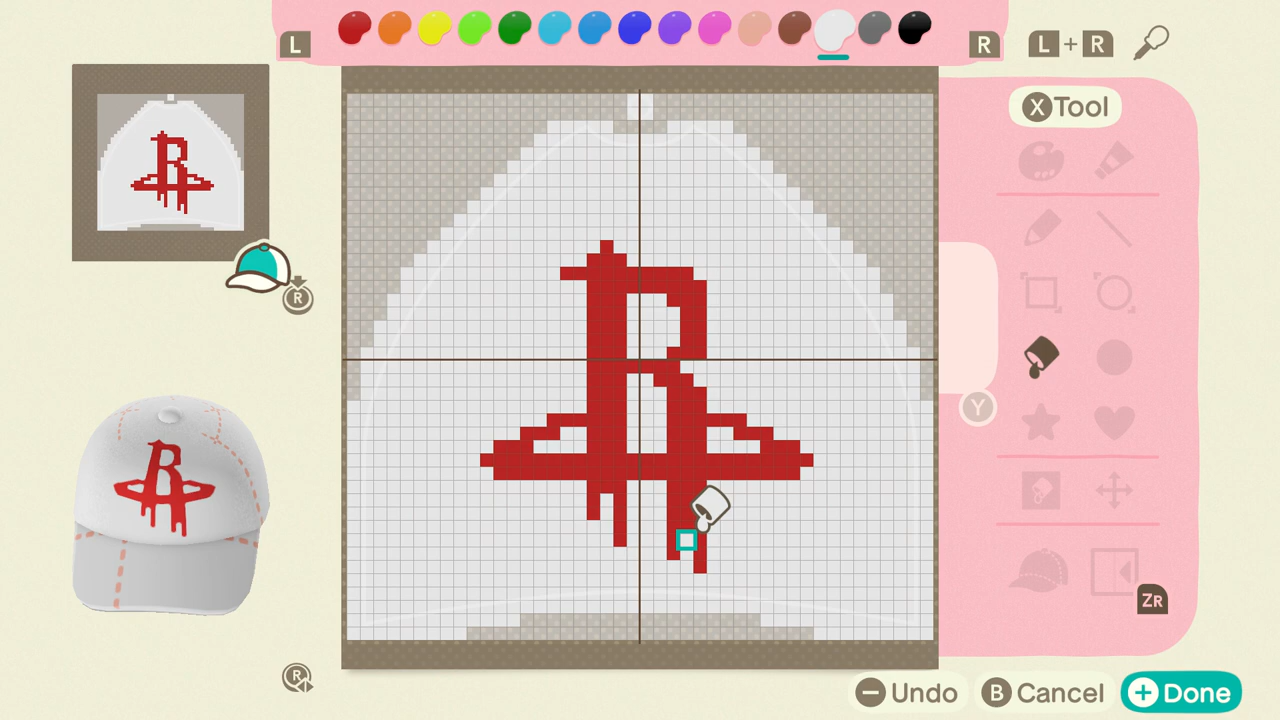 L
R
L + R
X Tool
R
R
Y
ZR
R
− Undo
B Cancel
+ Done